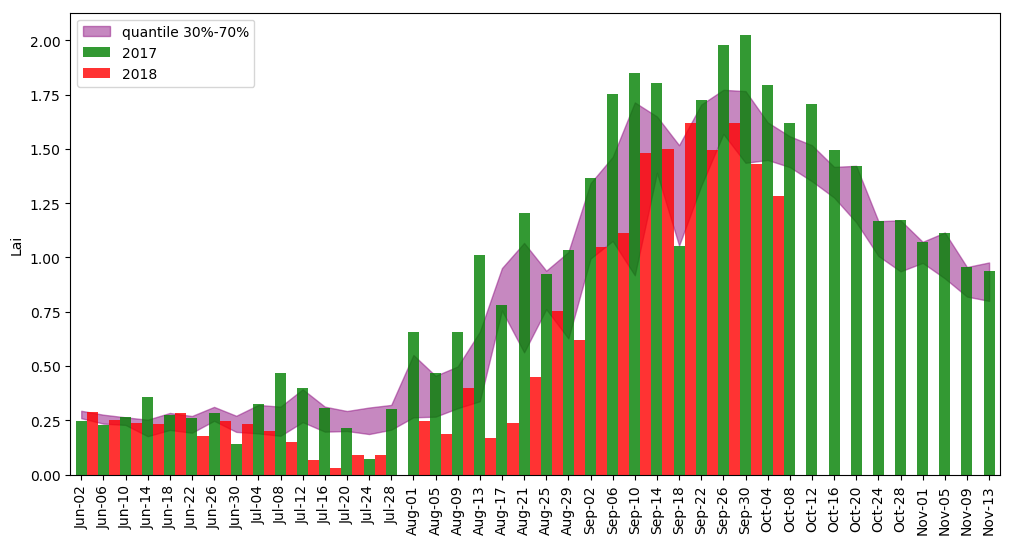 quantile 30%-70%
2017
2018
2.00
1.75
1.50
1.25
1.00
0.75
0.50
0.25
0.00
Lai
Jun-02
Jun-06
Jun-10
Jun-14
Jun-18
Jun-22
Jun-26
Jun-30
Jul-04
Jul-08
Jul-12
Jul-16
Jul-20
Jul-24
Jul-28
Aug-01
Aug-05
Aug-09
Aug-13
Aug-17
Aug-21
Aug-25
Aug-29
Sep-02
Sep-06
Sep-10
Sep-14
Sep-18
Sep-22
Sep-26
Sep-30
Oct-04
Oct-08
Oct-12
Oct-16
Oct-20
Oct-24
Oct-28
Nov-01
Nov-05
Nov-09
Nov-13